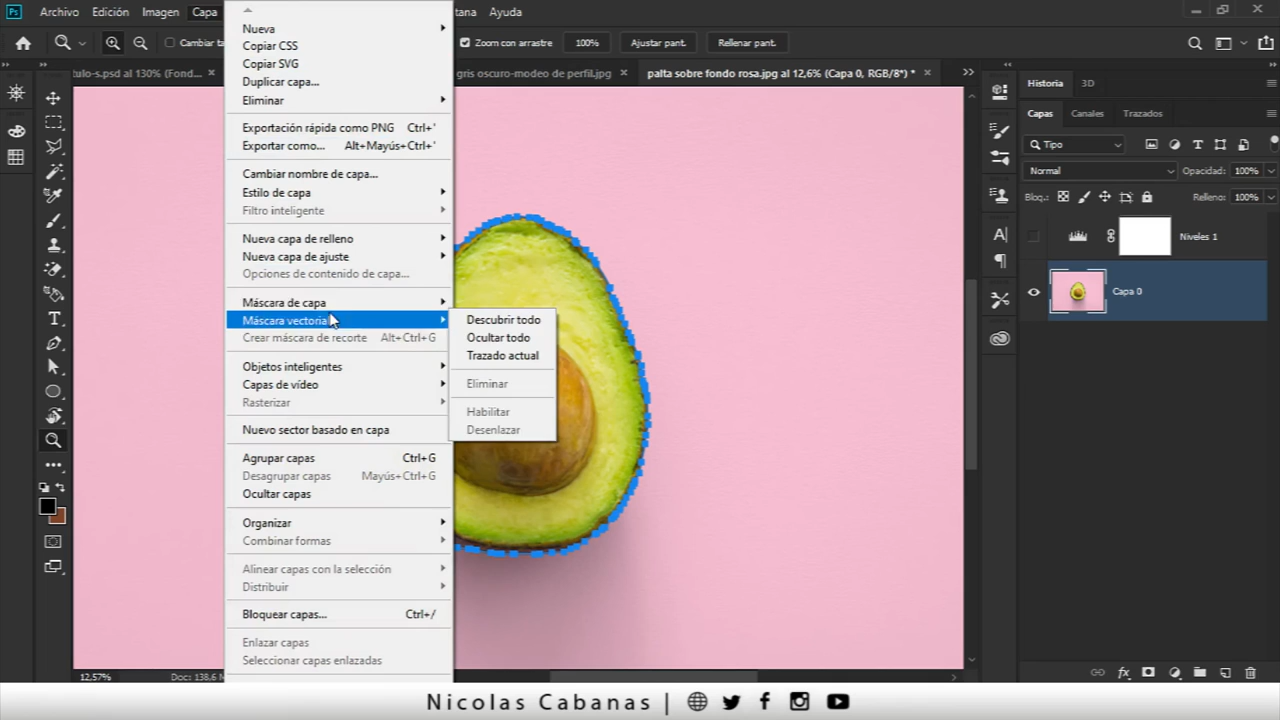 Ps Archivo Edición Imagen Capa tana Ayuda
Cambiar ta Zoom con arrastre 100% Ajustar pant. Rellenar pant.
tulo-s.psd al 130% (Fond... × gris oscuro-modeo de perfil.jpg × palta sobre fondo rosa.jpg al 12,6% (Capa 0, RGB/8*) * ×
Nueva
Copiar CSS
Copiar SVG
Duplicar capa...
Eliminar
Exportación rápida como PNG Ctrl+'
Exportar como... Alt+Mayús+Ctrl+'
Cambiar nombre de capa...
Estilo de capa
Filtro inteligente
Nueva capa de relleno
Nueva capa de ajuste
Opciones de contenido de capa...
Máscara de capa
Máscara vectorial
Crear máscara de recorte Alt+Ctrl+G
Objetos inteligentes
Capas de vídeo
Rasterizar
Nuevo sector basado en capa
Agrupar capas Ctrl+G
Desagrupar capas Mayús+Ctrl+G
Ocultar capas
Organizar
Combinar formas
Alinear capas con la selección
Distribuir
Bloquear capas... Ctrl+/
Enlazar capas
Seleccionar capas enlazadas
Descubrir todo
Ocultar todo
Trazado actual
Eliminar
Habilitar
Desenlazar
Historia 3D
Capas Canales Trazados
Tipo
Normal Opacidad: 100%
Bloq.: Relleno: 100%
Niveles 1
Capa 0
12,57% Doc: 138,6 M
Nicolas Cabanas |